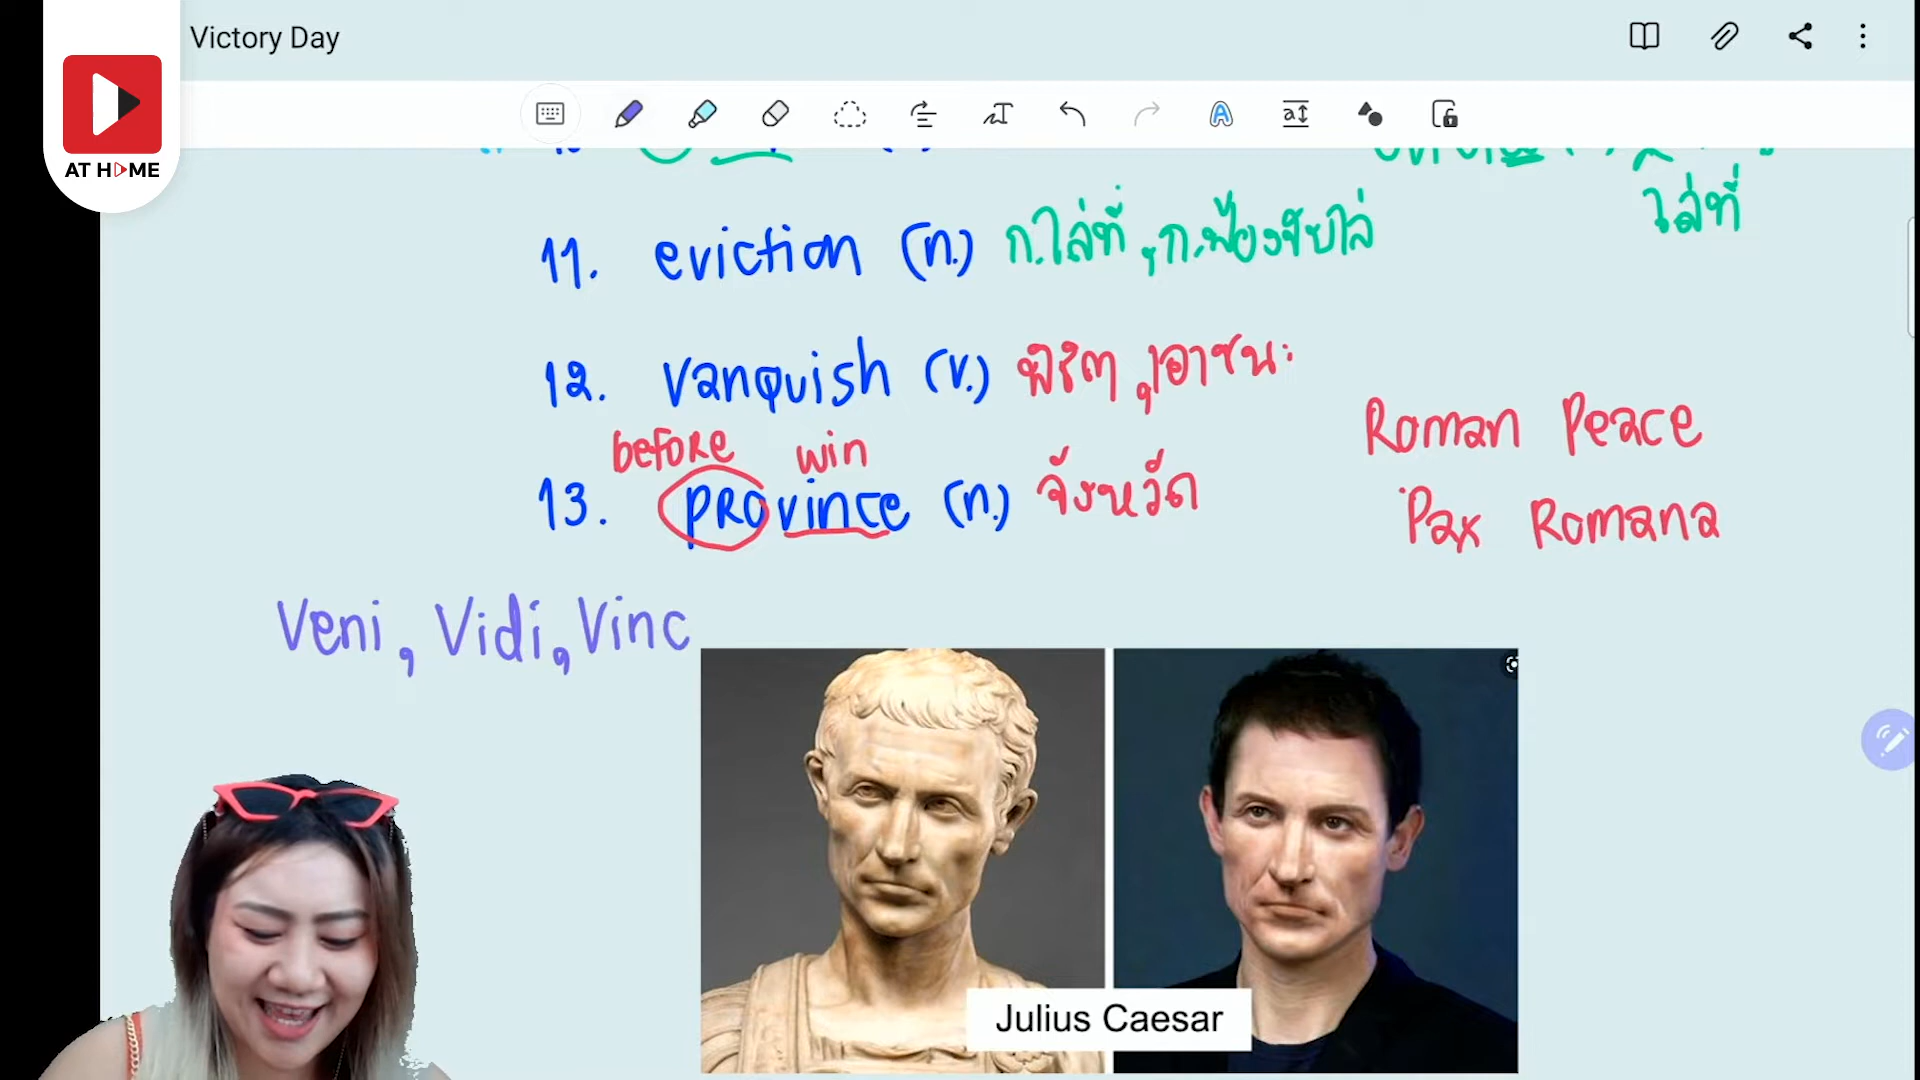 Victory Day
AT HOME
11. eviction (n.) ก.ไล่ที่, ก.ฟ้องขับไล่
ไล่ที่
12. vanquish (v.) พิชิต, เอาชนะ
before win
13. province (n.) จังหวัด
Roman Peace
Pax Romana
Veni, Vidi, Vinc
Julius Caesar